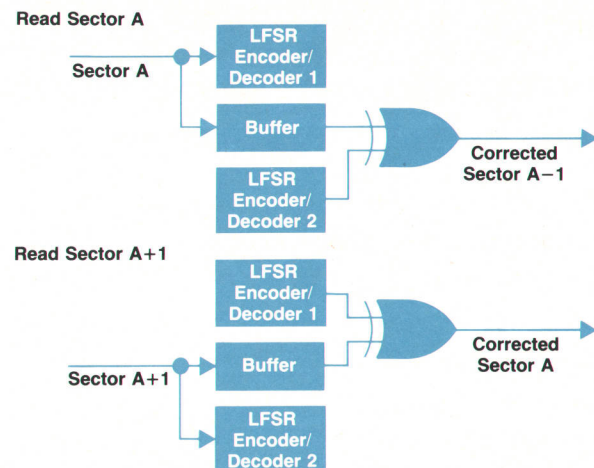 Read Sector A
LFSR
Encoder/
Decoder 1
Sector A
Buffer
Corrected
Sector A−1
LFSR
Encoder/
Decoder 2
Read Sector A+1
LFSR
Encoder/
Decoder 1
Corrected
Sector A
Buffer
Sector A+1
LFSR
Encoder/
Decoder 2